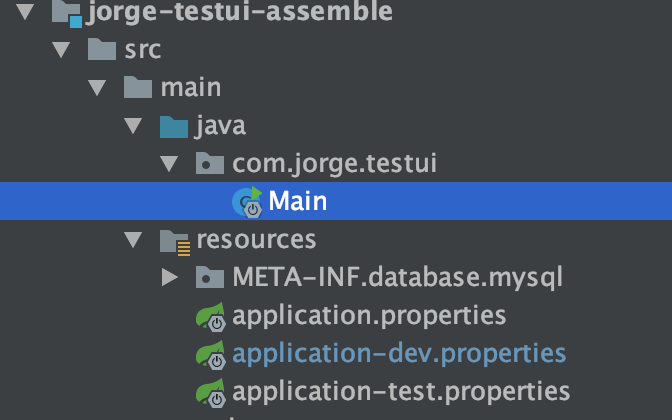 jorge-testui-assemble
src
main
java
com.jorge.testui
Main
resources
META-INF.database.mysql
application.properties
application-dev.properties
application-test.properties